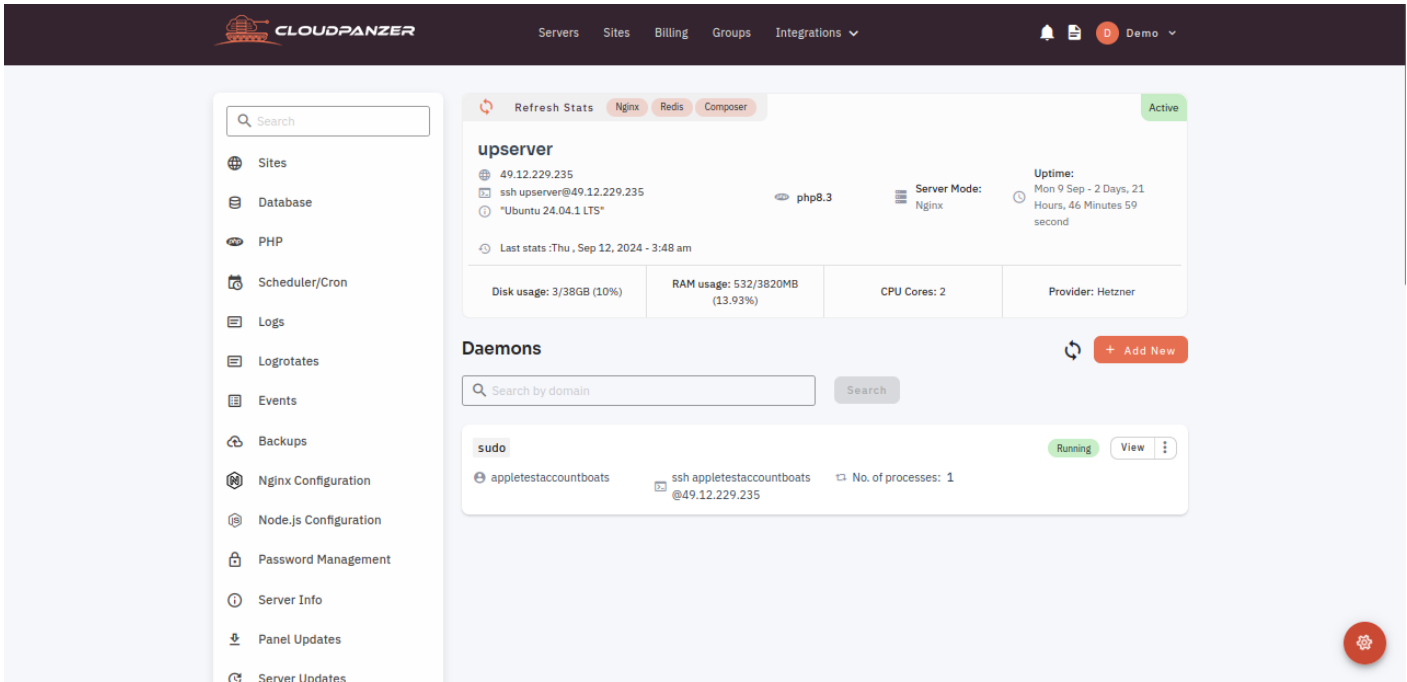 CLOUDPANZER
Servers Sites Billing Groups Integrations
D Demo
Search
Sites
Database
PHP
Scheduler/Cron
Logs
Logrotates
Events
Backups
Nginx Configuration
Node.js Configuration
Password Management
Server Info
Panel Updates
Server Updates
Refresh Stats Nginx Redis Composer
Active
upserver
49.12.229.235
ssh upserver@49.12.229.235
"Ubuntu 24.04.1 LTS"
php8.3
Server Mode:
Nginx
Uptime:
Mon 9 Sep - 2 Days, 21
Hours, 46 Minutes 59
second
Last stats :Thu , Sep 12, 2024 - 3:48 am
Disk usage: 3/38GB (10%)
RAM usage: 532/3820MB
(13.93%)
CPU Cores: 2
Provider: Hetzner
Daemons
+ Add New
Search by domain
Search
sudo
Running
View
appletestaccountboats
ssh appletestaccountboats
@49.12.229.235
No. of processes: 1